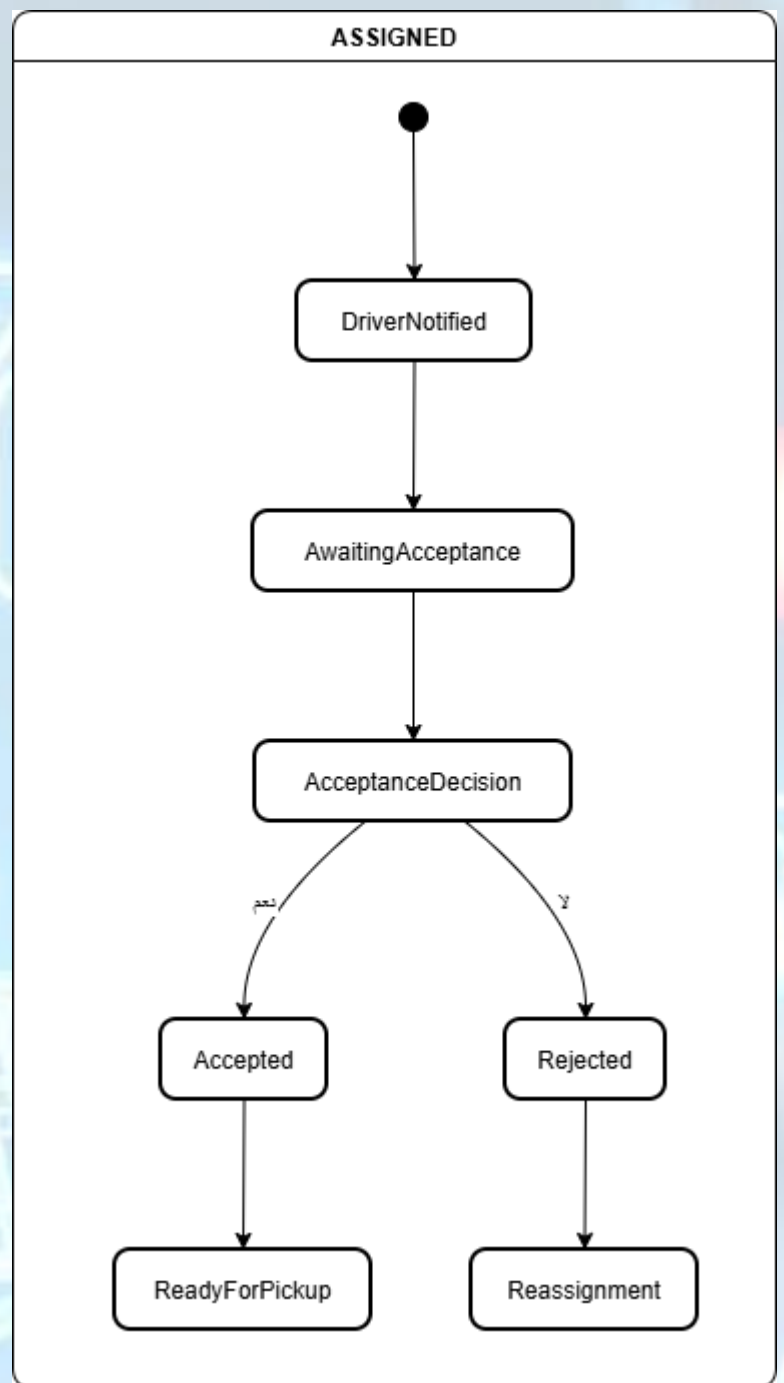 ASSIGNED
DriverNotified
AwaitingAcceptance
AcceptanceDecision
نعم
لا
Accepted
Rejected
ReadyForPickup
Reassignment